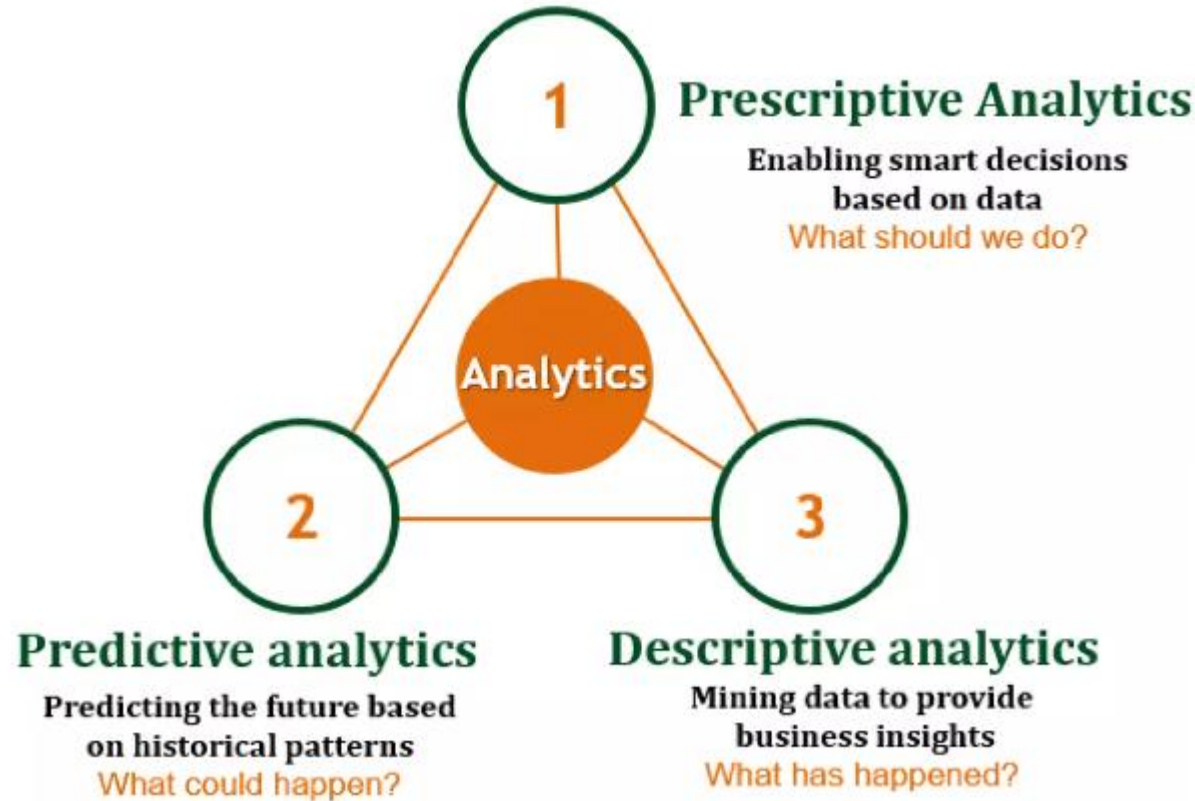 1
Prescriptive Analytics
Enabling smart decisions
based on data
What should we do?
Analytics
2
Predictive analytics
Predicting the future based
on historical patterns
What could happen?
3
Descriptive analytics
Mining data to provide
business insights
What has happened?